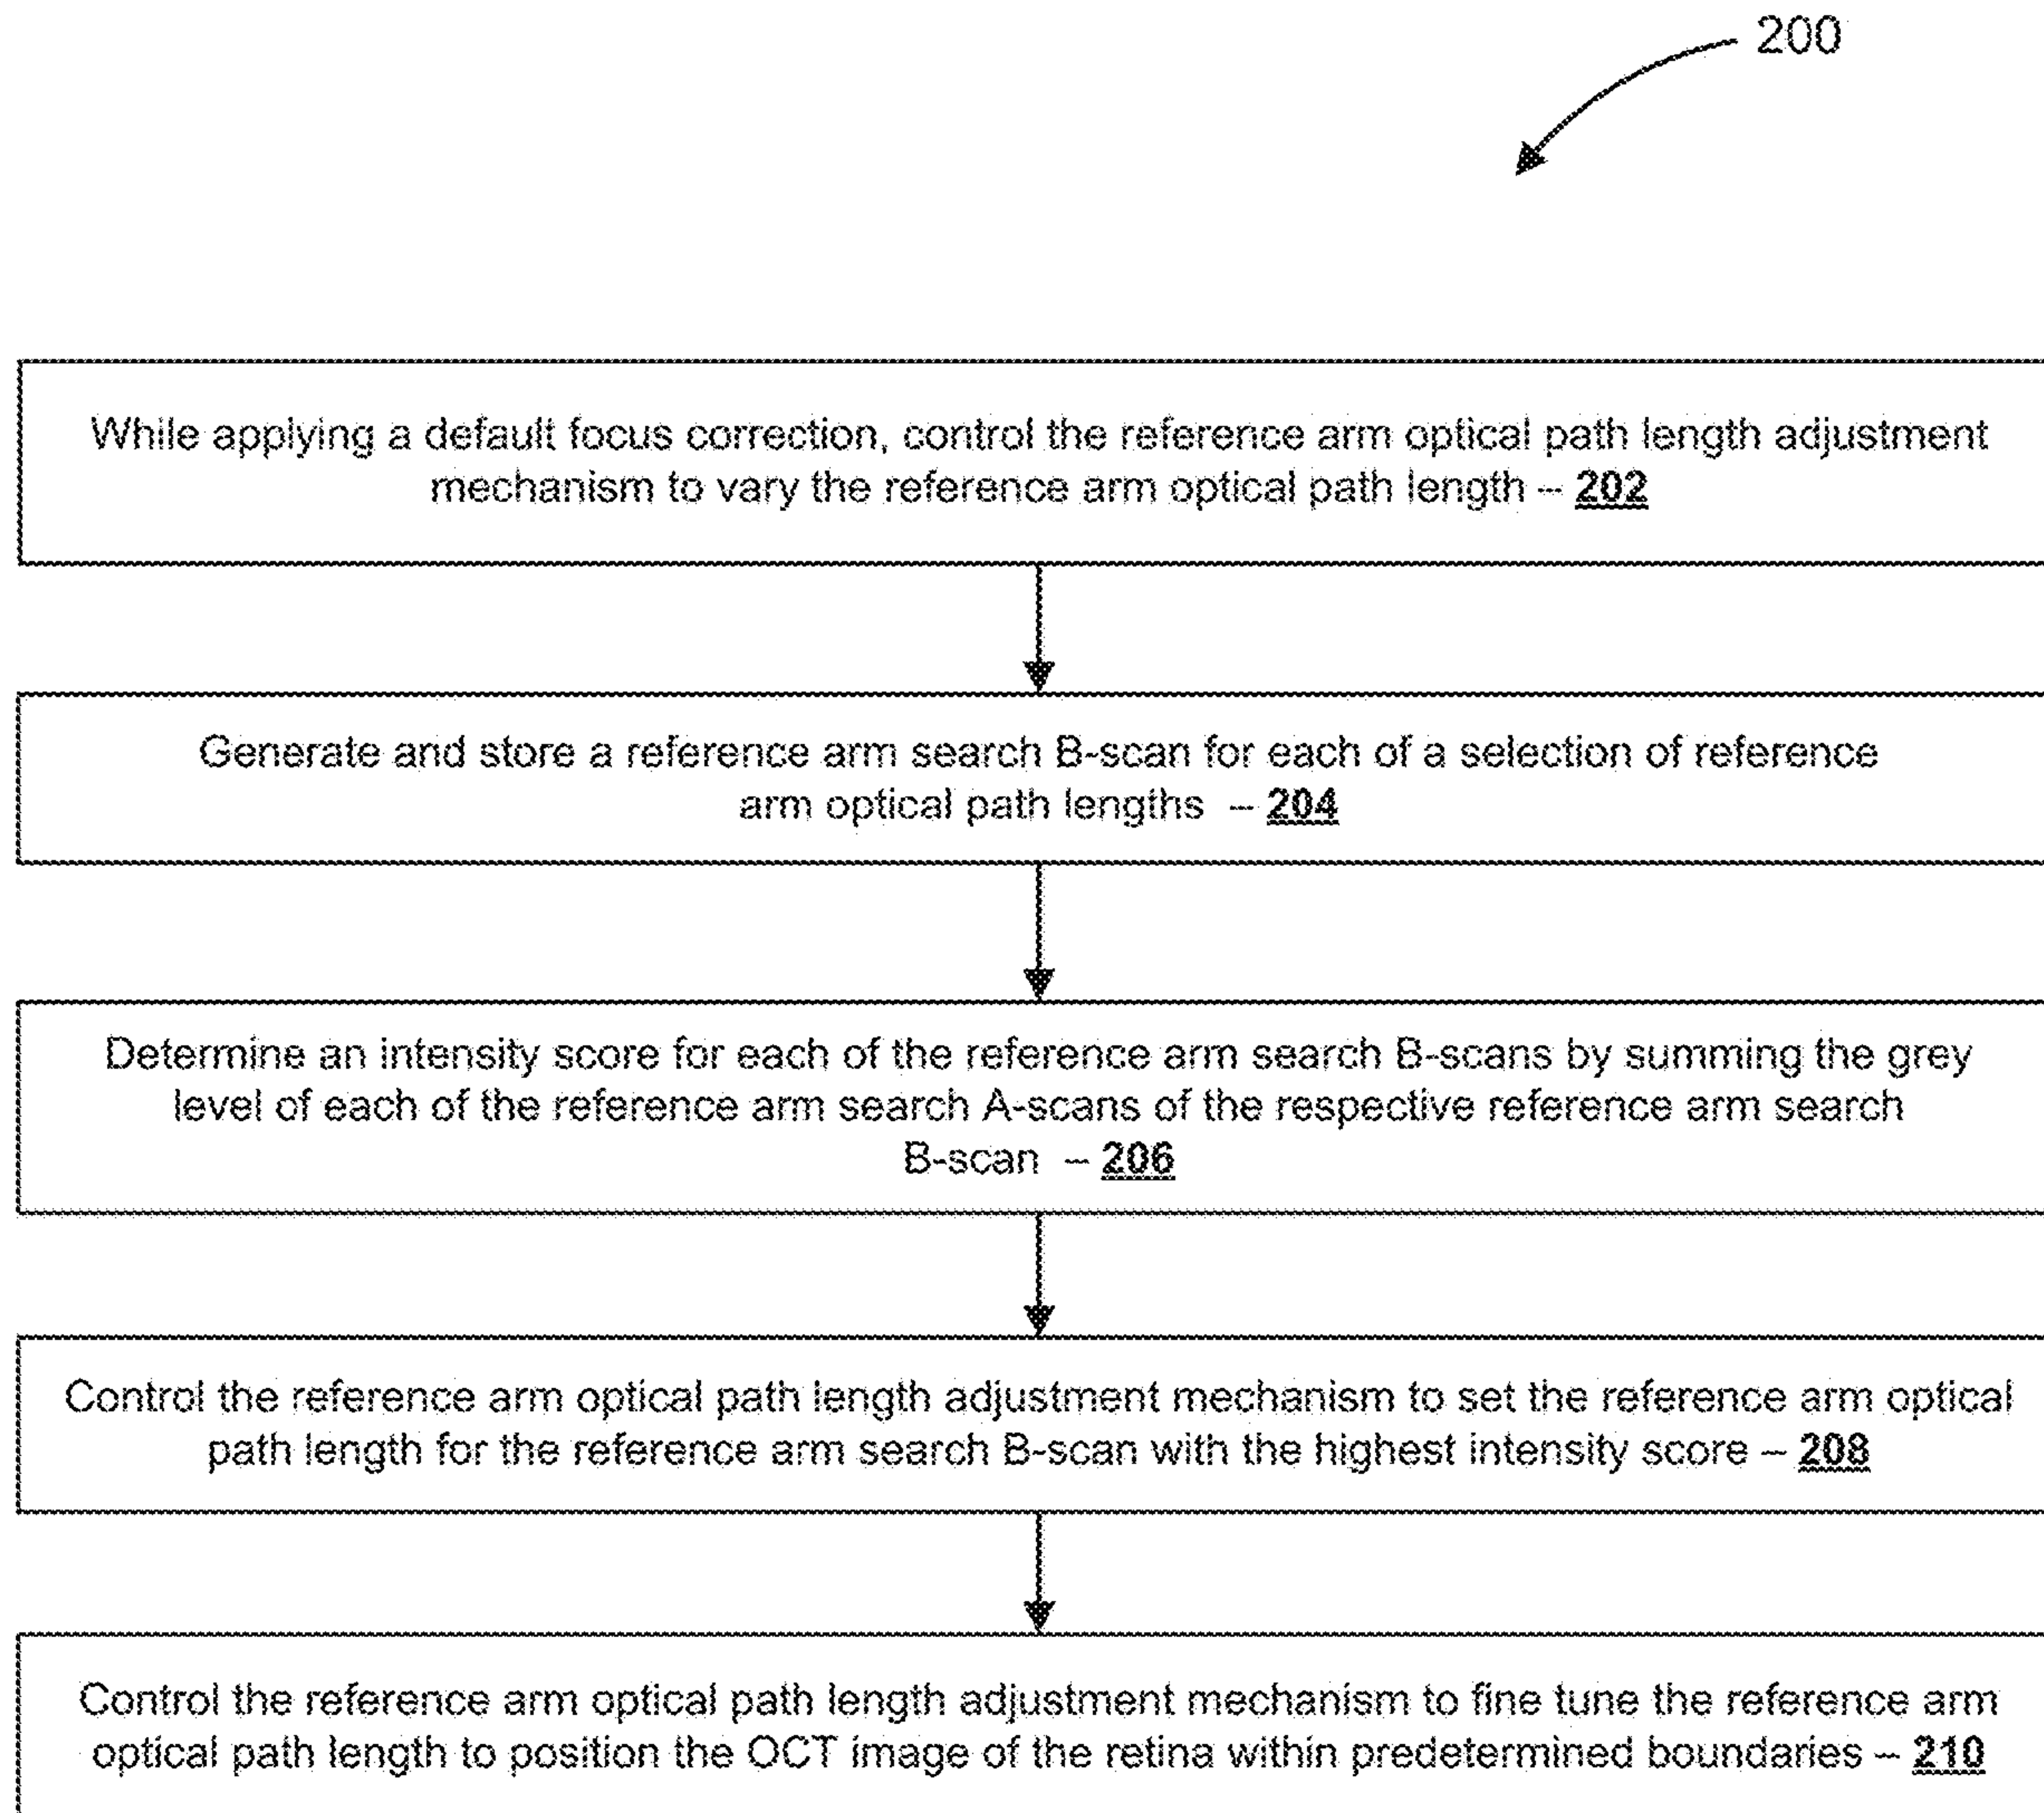 200
While applying a default focus correction, control the reference arm optical path length adjustment
mechanism to vary the reference arm optical path length – 202
Generate and store a reference arm search B-scan for each of a selection of reference
arm optical path lengths – 204
Determine an intensity score for each of the reference arm search B-scans by summing the grey
level of each of the reference arm search A-scans of the respective reference arm search
B-scan – 206
Control the reference arm optical path length adjustment mechanism to set the reference arm optical
path length for the reference arm search B-scan with the highest intensity score – 208
Control the reference arm optical path length adjustment mechanism to fine tune the reference arm
optical path length to position the OCT image of the retina within predetermined boundaries – 210